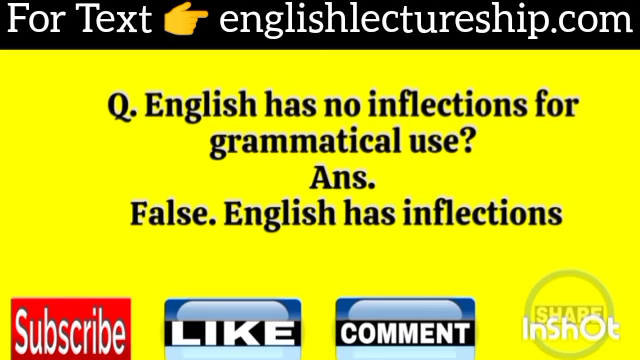 For Text 👉 englishlectureship.com
Q. English has no inflections for
grammatical use?
Ans.
False. English has inflections
Subscribe
LIKE
COMMENT
SHARE
InShOt